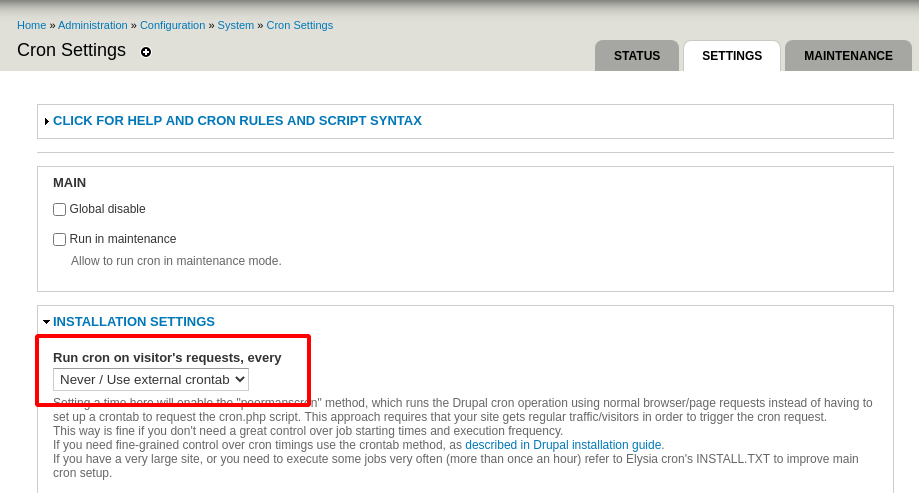 Home » Administration » Configuration » System » Cron Settings
Cron Settings
STATUS SETTINGS MAINTENANCE
CLICK FOR HELP AND CRON RULES AND SCRIPT SYNTAX
MAIN
Global disable
Run in maintenance
Allow to run cron in maintenance mode.
INSTALLATION SETTINGS
Run cron on visitor's requests, every
Never / Use external crontab
Setting a time here will enable the "poormanscron" method, which runs the Drupal cron operation using normal browser/page requests instead of having to
set up a crontab to request the cron.php script. This approach requires that your site gets regular traffic/visitors in order to trigger the cron request.
This way is fine if you don't need a great control over job starting times and execution frequency.
If you need fine-grained control over cron timings use the crontab method, as described in Drupal installation guide.
If you have a very large site, or you need to execute some jobs very often (more than once an hour) refer to Elysia cron's INSTALL.TXT to improve main
cron setup.